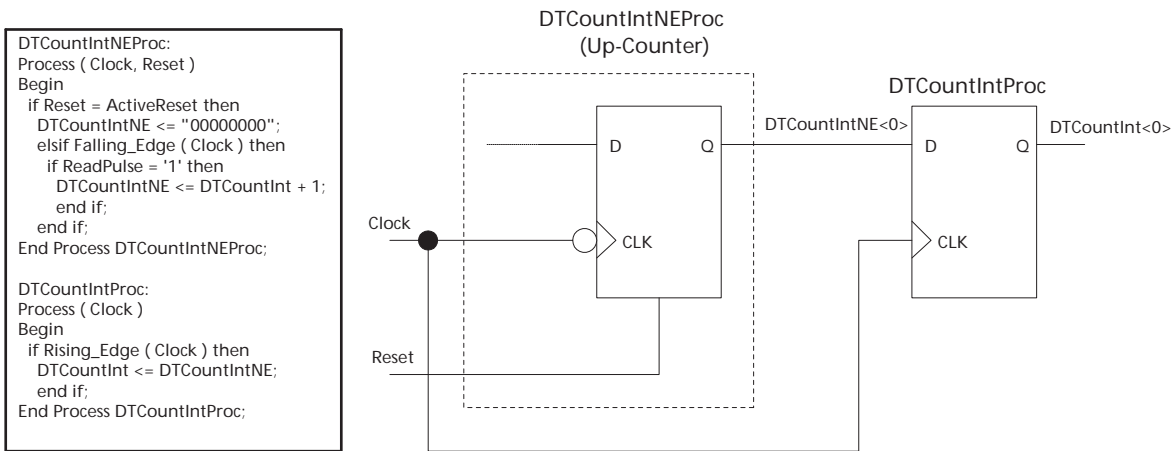 DTCountIntNEProc:
Process ( Clock, Reset )
Begin
if Reset = ActiveReset then
DTCountIntNE <= "00000000";
elsif Falling_Edge ( Clock ) then
if ReadPulse = '1' then
DTCountIntNE <= DTCountInt + 1;
end if;
end if;
End Process DTCountIntNEProc;
DTCountIntProc:
Process ( Clock )
Begin
if Rising_Edge ( Clock ) then
DTCountInt <= DTCountIntNE;
end if;
End Process DTCountIntProc;
DTCountIntNEProc
(Up-Counter)
D
Q
CLK
Clock
Reset
DTCountIntNE<0>
DTCountIntProc
D
Q
CLK
DTCountInt<0>